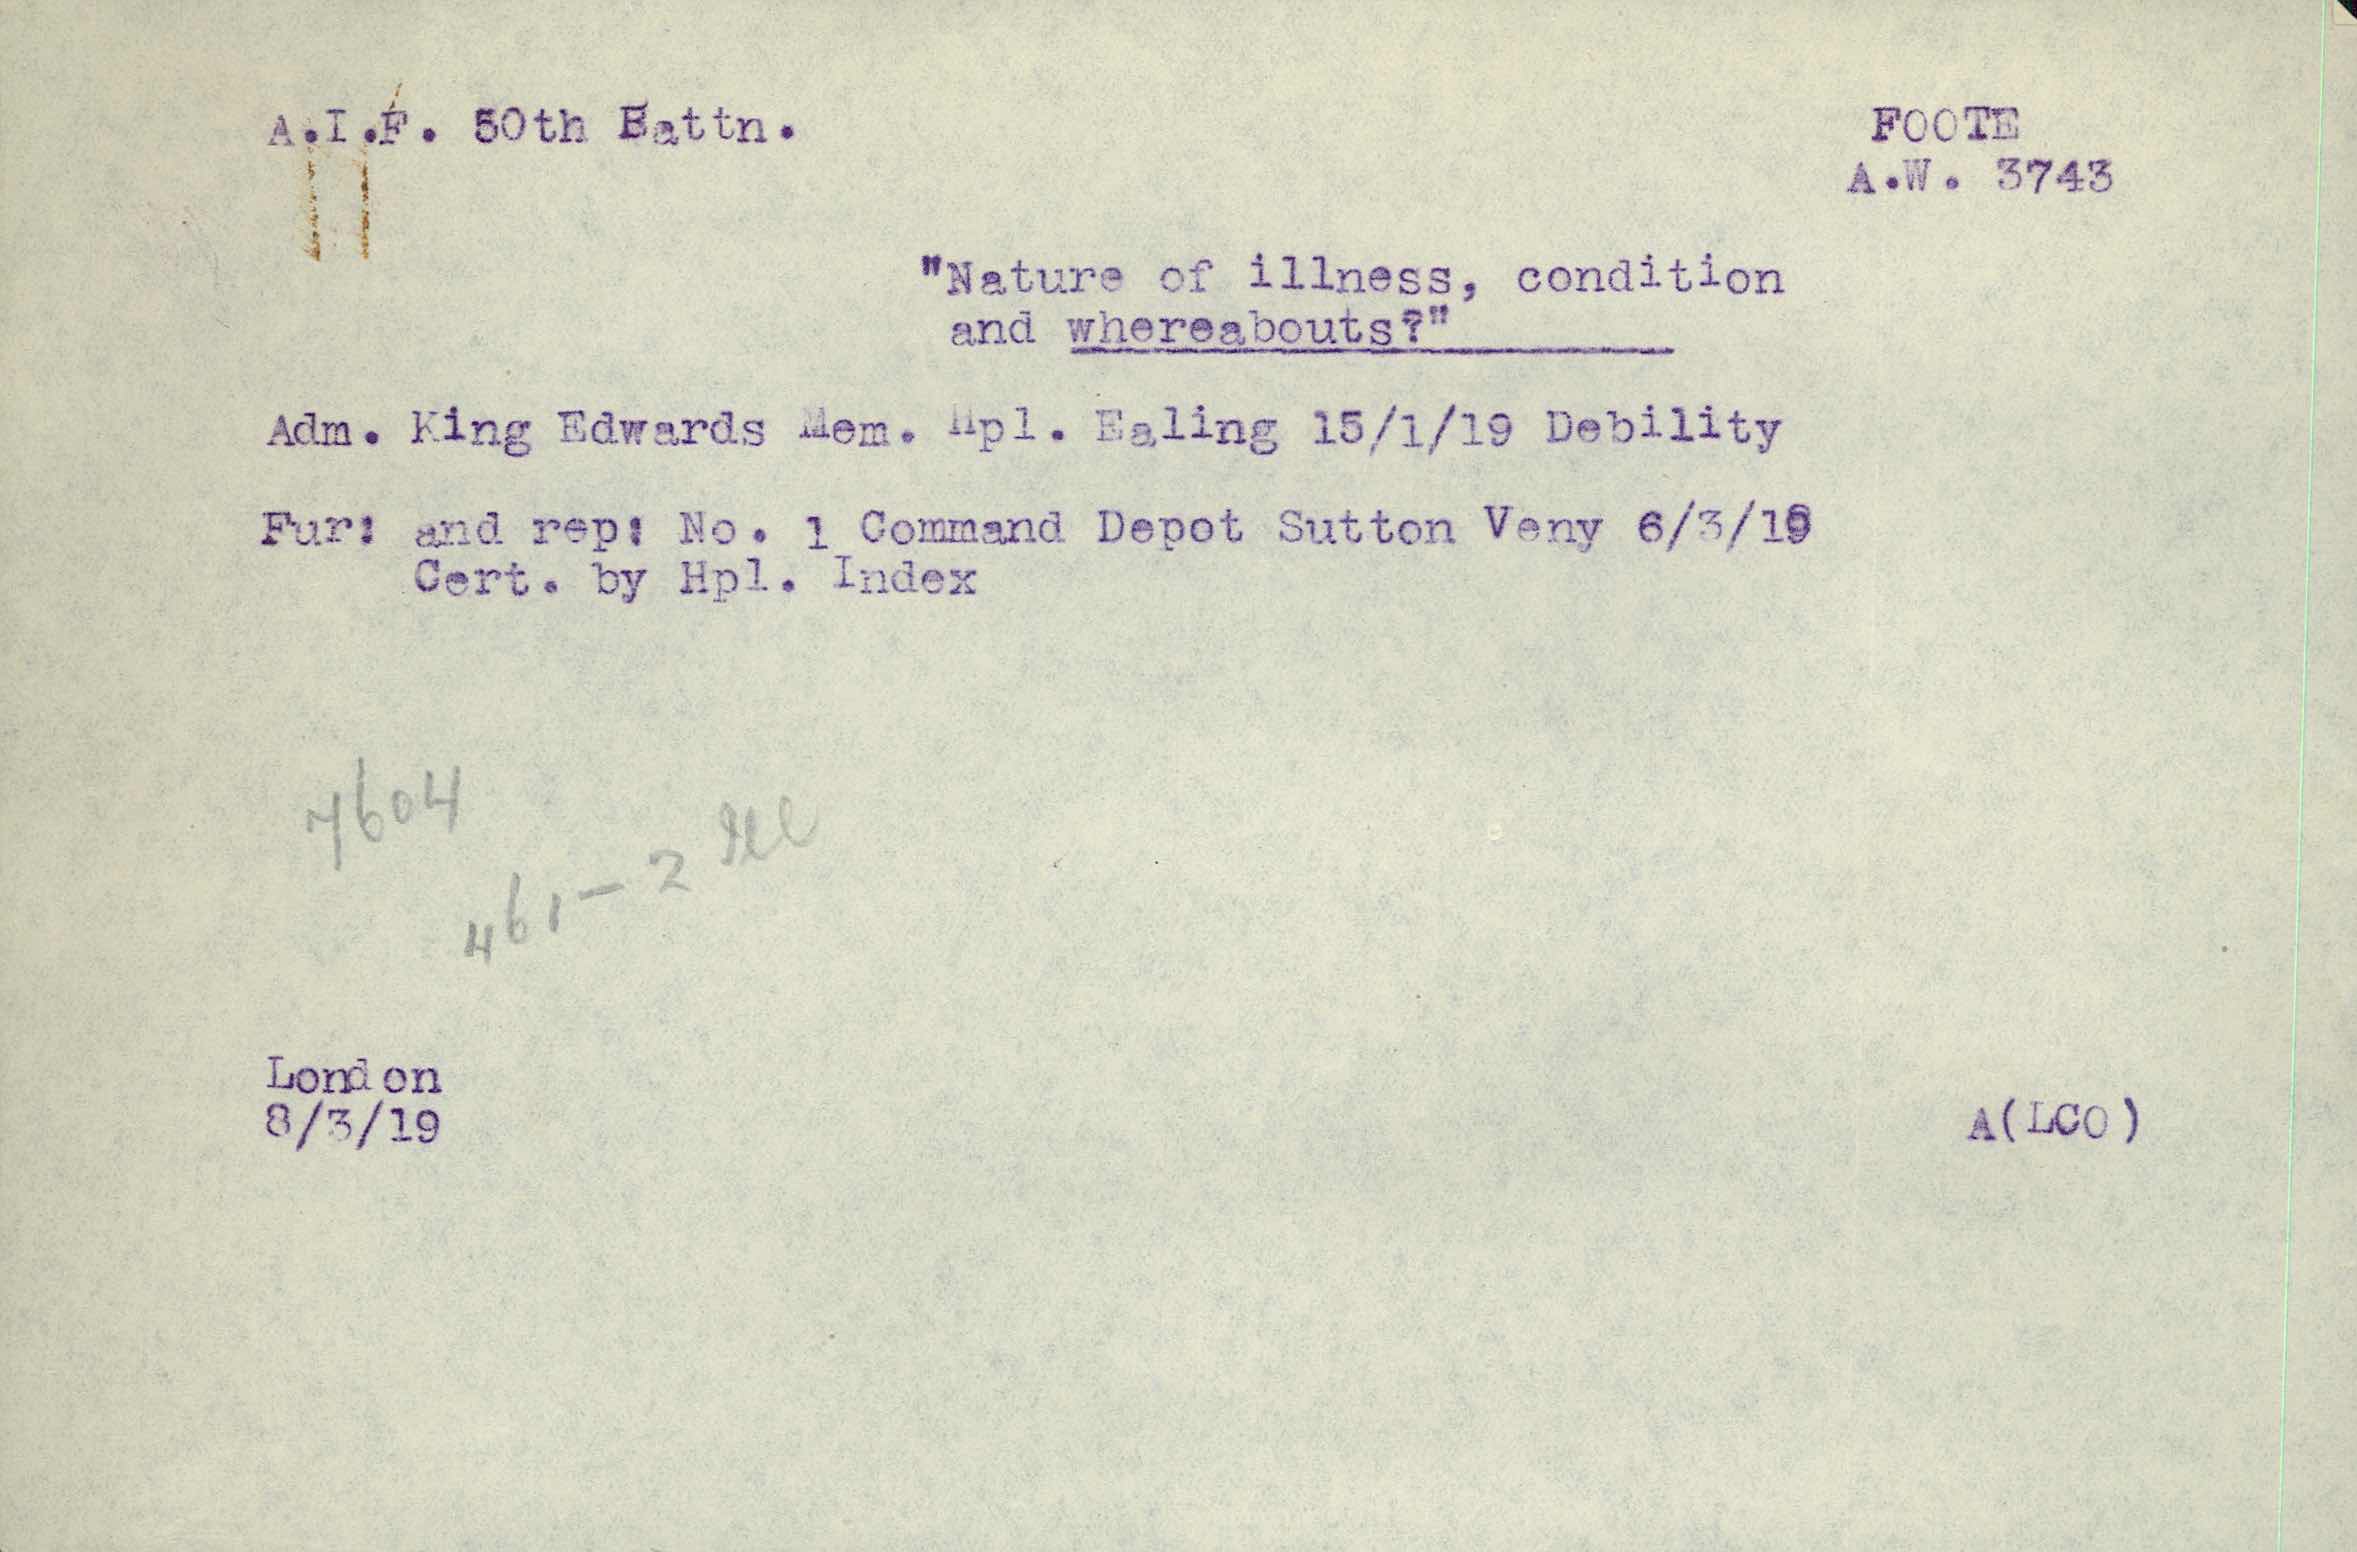 A.I.F. 50th Battn.
FOOTE
A.W. 3743
"Nature of illness, condition
and whereabouts?"
Adm. King Edwards Mem. Hpl. Ealing 15/1/19 Debility
Fur: and rep: No. 1 Command Depot Sutton Veny 6/3/19
Cert. by Hpl. Index
7604
461-2
London
8/3/19
A(LCO)